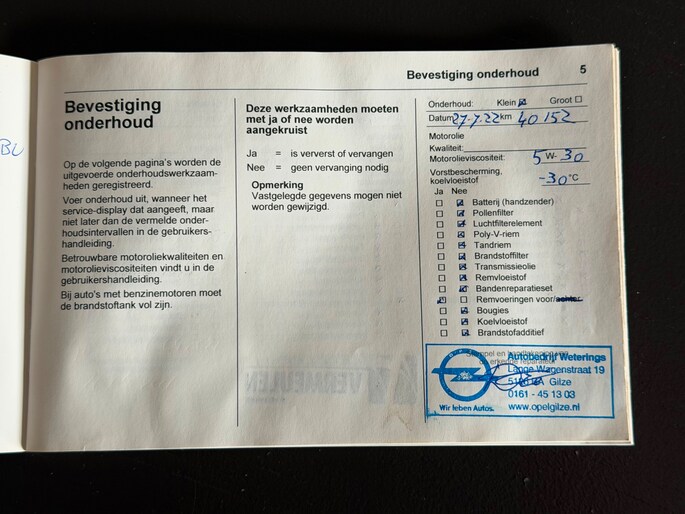 Bevestiging onderhoud 5
Bevestiging
onderhoud
Op de volgende pagina's worden de
uitgevoerde onderhoudswerkzaam-
heden geregistreerd.
Voer onderhoud uit, wanneer het
service-display dat aangeeft, maar
niet later dan de vermelde onder-
houdsintervallen in de gebruikers-
handleiding.
Betrouwbare motoroliekwaliteiten en
motorolieviscositeiten vindt u in de
gebruikershandleiding.
Bij auto's met benzinemotoren moet
de brandstoftank vol zijn.
Deze werkzaamheden moeten
met ja of nee worden
aangekruist
Ja = is ververst of vervangen
Nee = geen vervanging nodig
Opmerking
Vastgelegde gegevens mogen niet
worden gewijzigd.
Onderhoud: Klein ☒ Groot ☐
Datum 27-7-22 km 40 152
Motorolie
Kwaliteit:
Motorolieviscositeit: 5 W- 30
Vorstbescherming,
koelvloeistof -30 °C
Ja Nee
☐ ☒ Batterij (handzender)
☐ ☒ Pollenfilter
☐ ☒ Luchtfilterelement
☐ ☒ Poly-V-riem
☐ ☒ Tandriem
☐ ☒ Brandstoffilter
☐ ☒ Transmissieolie
☐ ☒ Remvloeistof
☐ ☒ Bandenreparatieset
☒ ☐ Remvoeringen voor/achter
☐ ☒ Bougies
☐ ☒ Koelvloeistof
☐ ☒ Brandstofadditief
Autobedrijf Weterings
Lange Wagenstraat 19
Gilze
0161 - 45 13 03
Wir leben Autos. www.opelgilze.nl